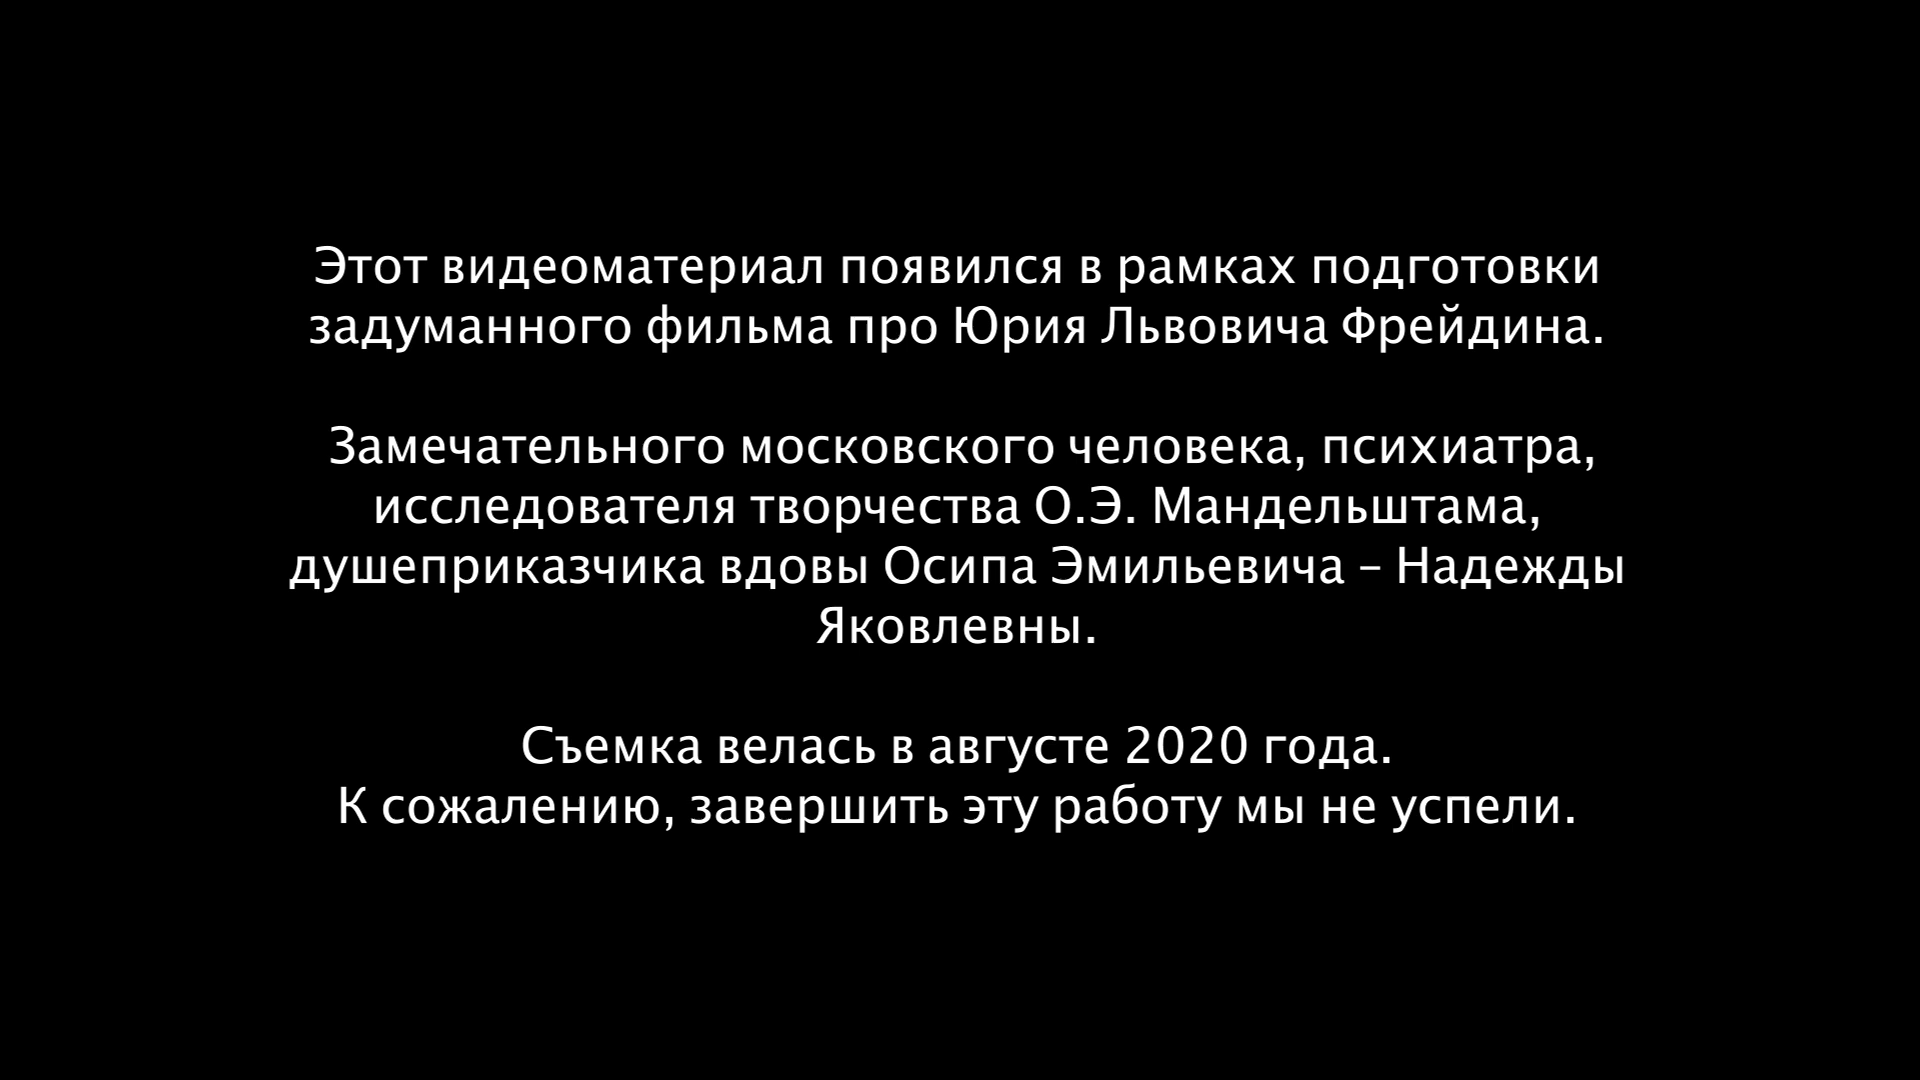 Этот видеоматериал появился в рамках подготовки
задуманного фильма про Юрия Львовича Фрейдина.
Замечательного московского человека, психиатра,
исследователя творчества О.Э. Мандельштама,
душеприказчика вдовы Осипа Эмильевича – Надежды
Яковлевны.
Съемка велась в августе 2020 года.
К сожалению, завершить эту работу мы не успели.